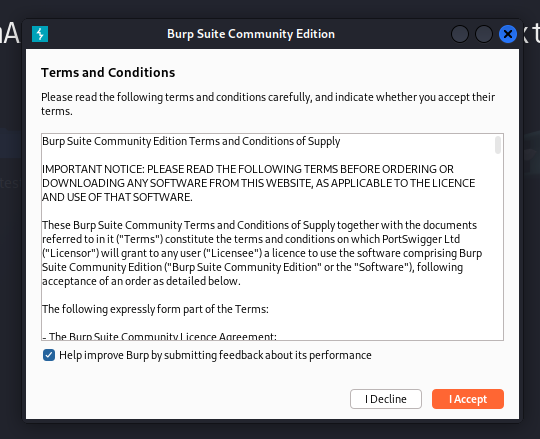 Burp Suite Community Edition
Terms and Conditions
Please read the following terms and conditions carefully, and indicate whether you accept their
terms.
Burp Suite Community Edition Terms and Conditions of Supply
IMPORTANT NOTICE: PLEASE READ THE FOLLOWING TERMS BEFORE ORDERING OR
DOWNLOADING ANY SOFTWARE FROM THIS WEBSITE, AS APPLICABLE TO THE LICENCE
AND USE OF THAT SOFTWARE.
These Burp Suite Community Terms and Conditions of Supply together with the documents
referred to in it ("Terms") constitute the terms and conditions on which PortSwigger Ltd
("Licensor") will grant to any user ("Licensee") a licence to use the software comprising Burp
Suite Community Edition ("Burp Suite Community Edition" or the "Software"), following
acceptance of an order as detailed below.
The following expressly form part of the Terms:
- The Burp Suite Community Licence Agreement;
Help improve Burp by submitting feedback about its performance
I Decline
I Accept